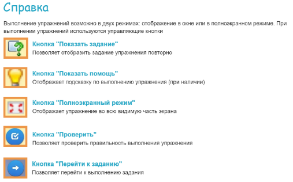 Справка
Выполнение упражнений возможно в двух режимах: отображение в окне или в полноэкранном режиме. При
выполнении упражнений используются управляющие кнопки
Кнопка "Показать задание"
Позволяет отобразить задание упражнения повторно
Кнопка "Показать помощь"
Отображает подсказку по выполнению упражнения (при наличии)
Кнопка "Полноэкранный режим"
Отображает упражнение во всю видимую часть экрана
Кнопка "Проверить"
Позволяет проверить правильность выполнения упражнения
Кнопка "Перейти к заданию"
Позволяет перейти к выполнению задания